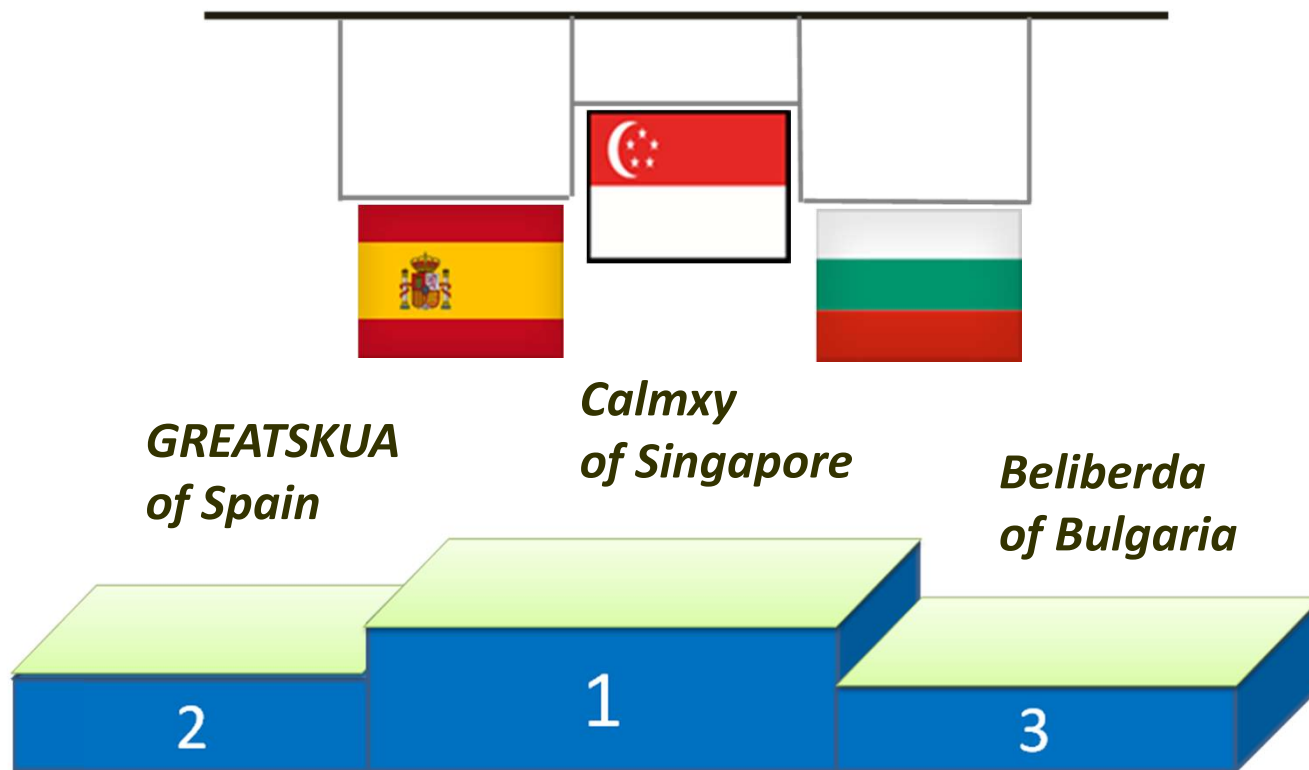 GREATSKUA
of Spain
Calmxy
of Singapore
Beliberda
of Bulgaria
2
1
3